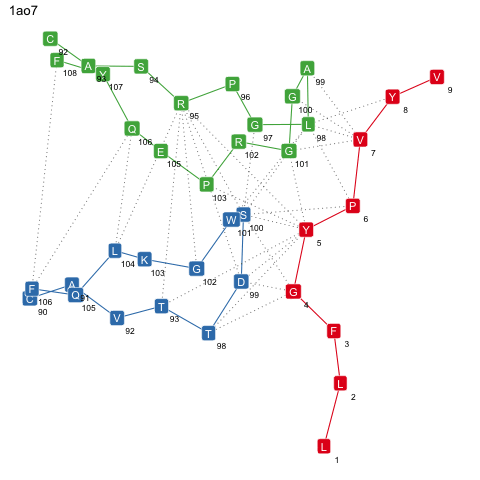 1ao7
C 92
F 108
A 93
Y 107
S 94
R 95
P 96
A 99
G 100
G 97
L 98
Q 106
E 105
R 102
G 101
P 103
V 9
Y 8
V 7
P 6
Y 5
G 4
F 3
L 2
L 1
W 101
S 100
L 104
K 103
G 102
D 99
F 106
C 90
A 91
Q 105
V 92
T 93
T 98